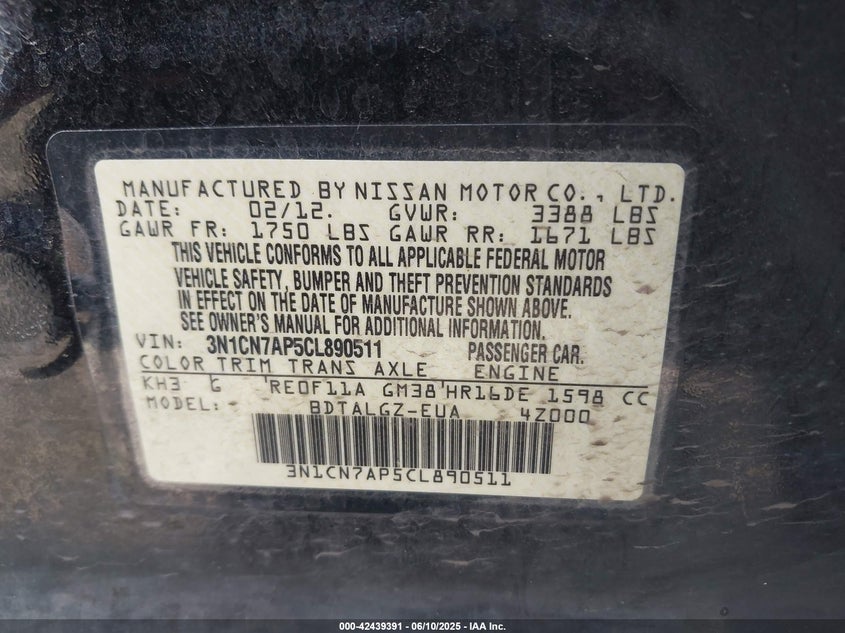 MANUFACTURED BY NISSAN MOTOR CO., LTD.
DATE: 02/12. GVWR: 3388 LBS
GAWR FR: 1750 LBS GAWR RR: 1671 LBS
THIS VEHICLE CONFORMS TO ALL APPLICABLE FEDERAL MOTOR
VEHICLE SAFETY, BUMPER AND THEFT PREVENTION STANDARDS
IN EFFECT ON THE DATE OF MANUFACTURE SHOWN ABOVE.
SEE OWNER'S MANUAL FOR ADDITIONAL INFORMATION.
VIN: 3N1CN7AP5CL890511 PASSENGER CAR.
COLOR TRIM TRANS AXLE ENGINE
KH3 G RE0F11A GM38 HR16DE 1598 CC
MODEL: BDTALGZ-EUA 4Z000
3N1CN7AP5CL890511
000-42439391 - 06/10/2025 - IAA Inc.